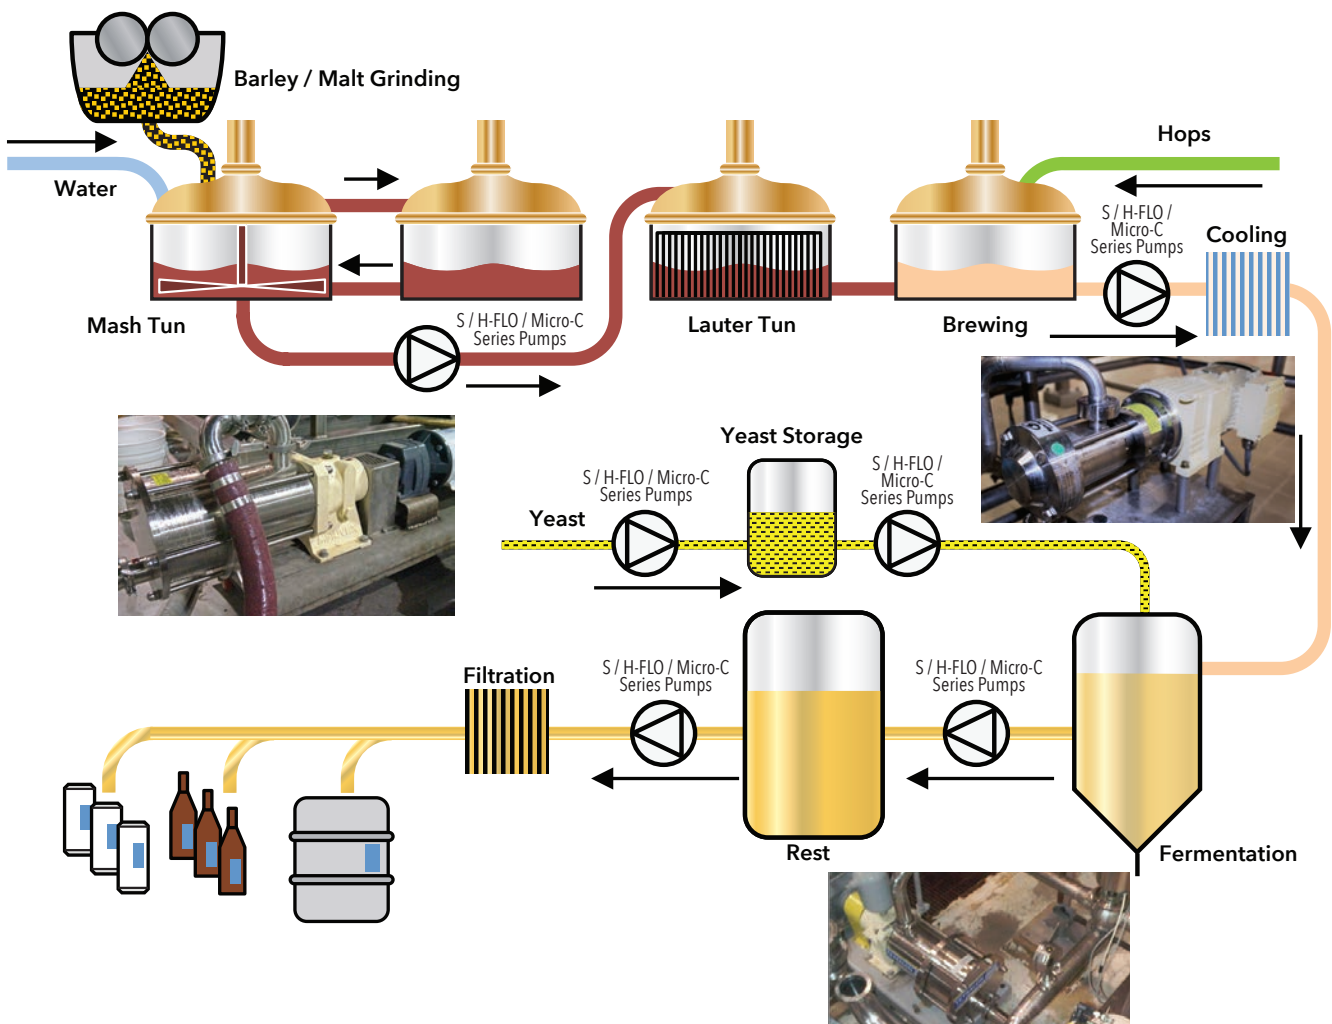 Barley / Malt Grinding
Water
Hops
S / H-FLO /
Micro-C
Series Pumps
Cooling
Mash Tun
S / H-FLO / Micro-C
Series Pumps
Lauter Tun
Brewing
Yeast Storage
S / H-FLO / Micro-C
Series Pumps
S / H-FLO /
Micro-C
Series Pumps
Yeast
Filtration
S / H-FLO / Micro-C
Series Pumps
S / H-FLO / Micro-C
Series Pumps
Rest
Fermentation